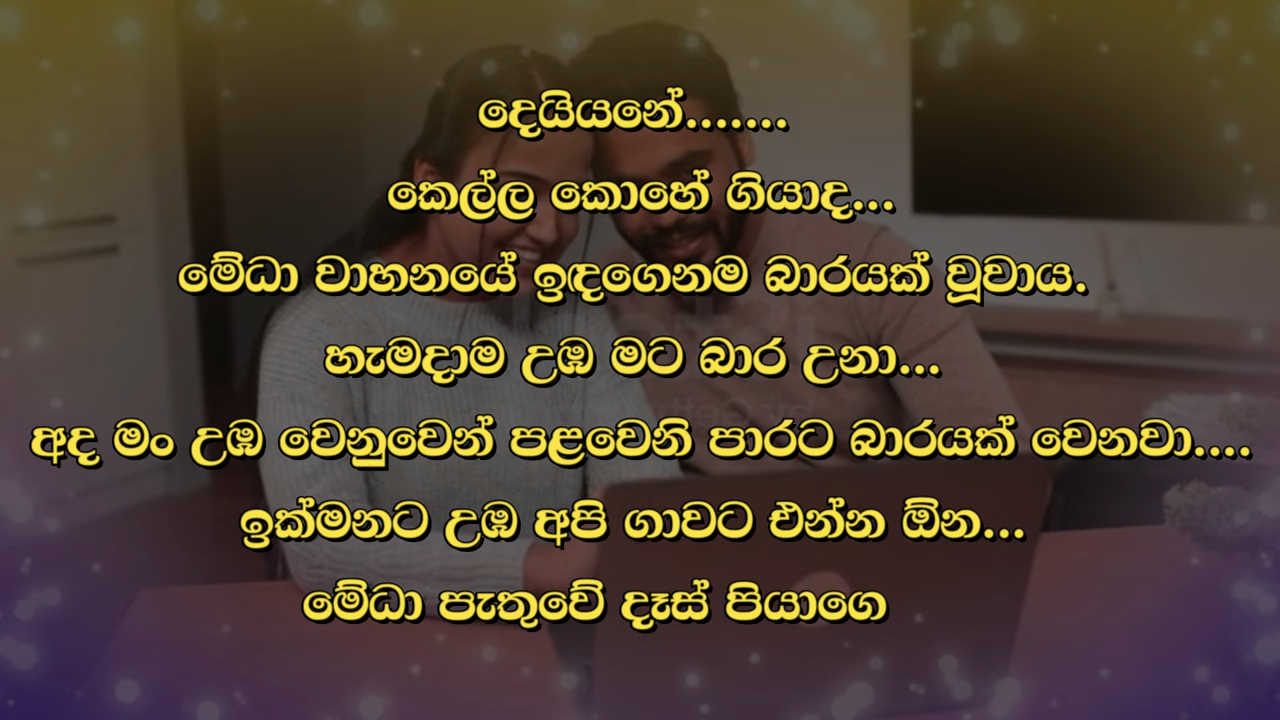 දෙයියනේ.......
කෙල්ල කොහේ ගියාද...
මේධා වාහනයේ ඉඳගෙනම බාරයක් වූවාය.
හැමදාම උඹ මට බාර උනා...
අද මං උඹ වෙනුවෙන් පළවෙනි පාරට බාරයක් වෙනවා....
ඉක්මනට උඹ අපි ගාවට එන්න ඕන...
මේධා පැතුවේ දෑස් පියාගෙ